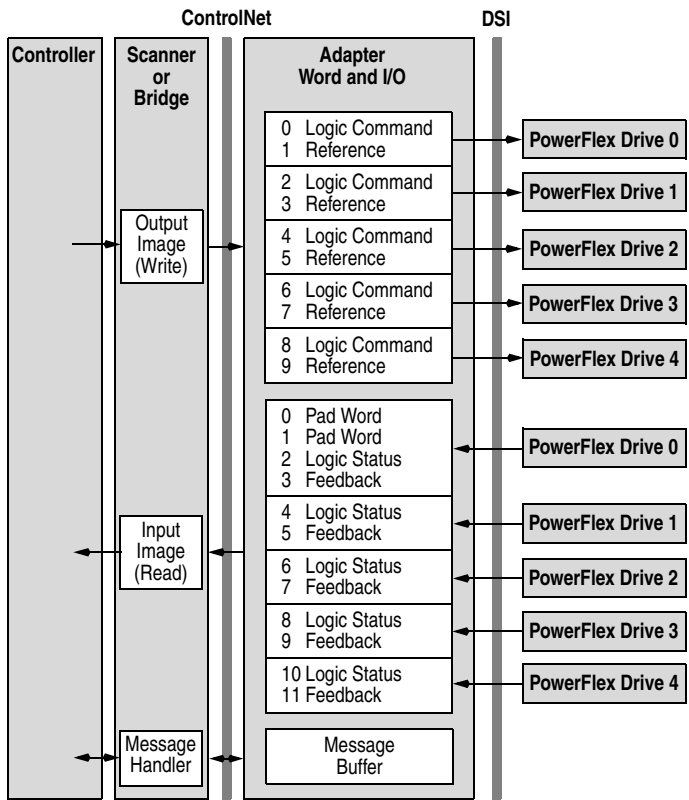 ControlNet
DSI
Controller
Scanner
or
Bridge
Adapter
Word and I/O
0 Logic Command
1 Reference
PowerFlex Drive 0
2 Logic Command
3 Reference
PowerFlex Drive 1
Output
Image
(Write)
4 Logic Command
5 Reference
PowerFlex Drive 2
6 Logic Command
7 Reference
PowerFlex Drive 3
8 Logic Command
9 Reference
PowerFlex Drive 4
0 Pad Word
1 Pad Word
2 Logic Status
3 Feedback
PowerFlex Drive 0
4 Logic Status
5 Feedback
PowerFlex Drive 1
Input
Image
(Read)
6 Logic Status
7 Feedback
PowerFlex Drive 2
8 Logic Status
9 Feedback
PowerFlex Drive 3
10 Logic Status
11 Feedback
PowerFlex Drive 4
Message
Handler
Message
Buffer